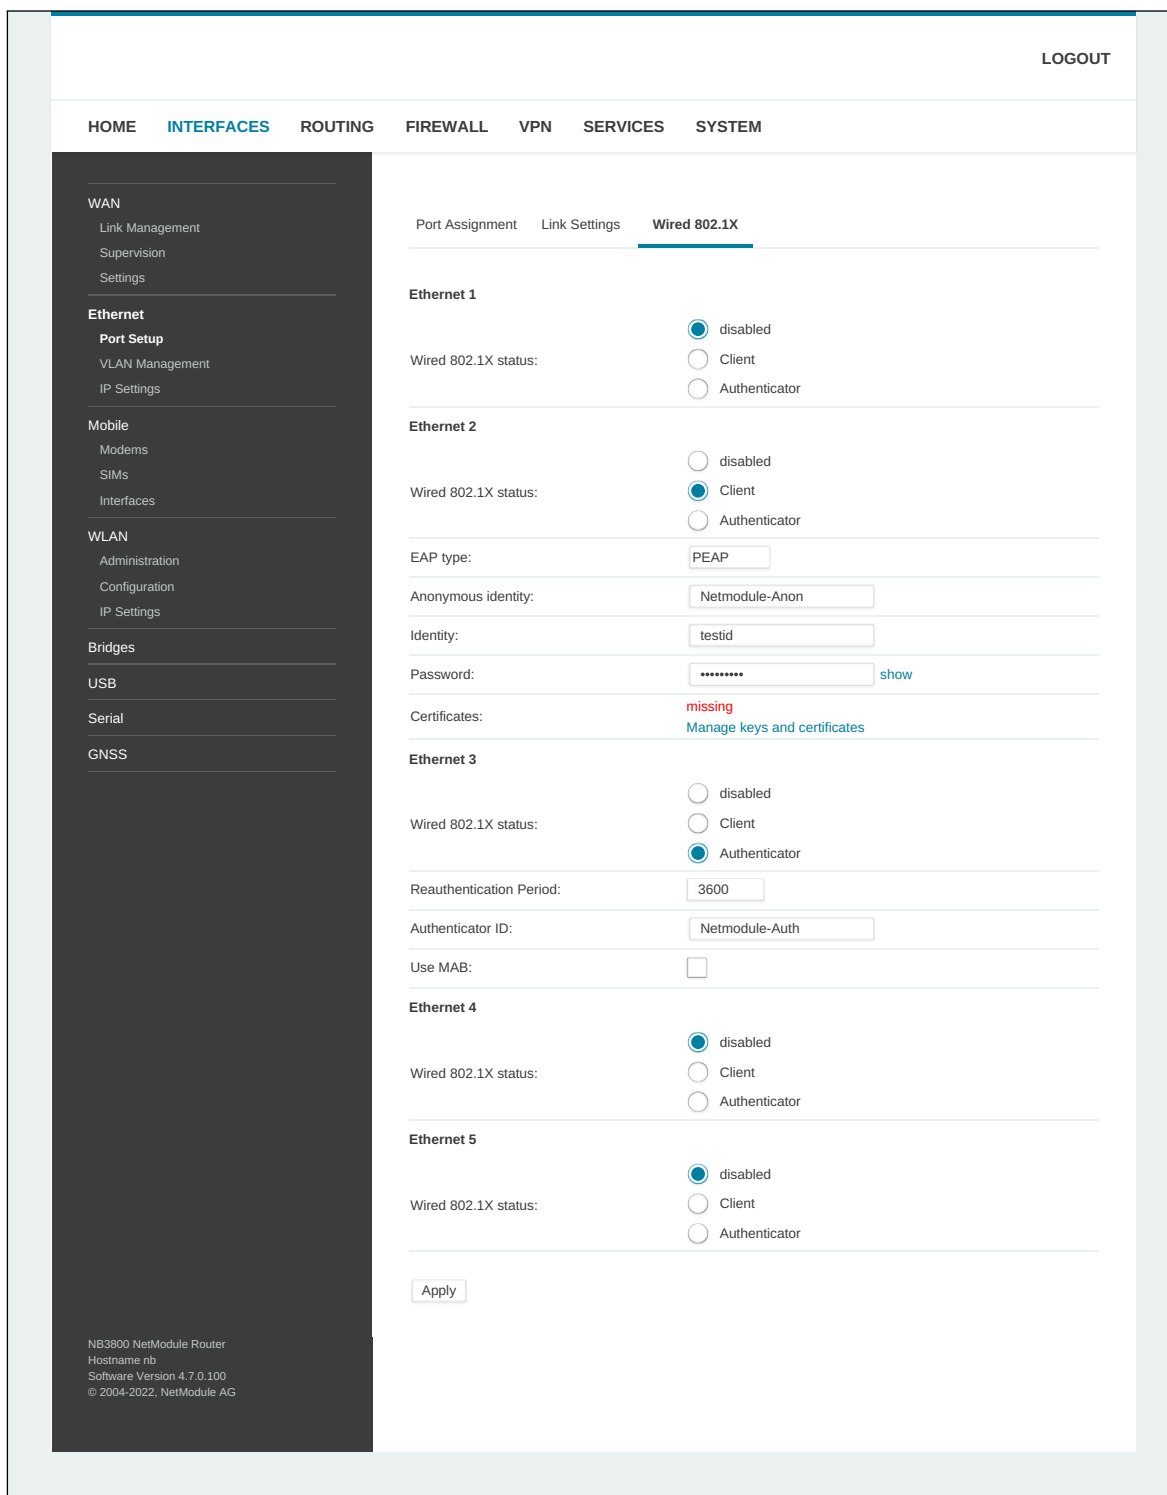 LOGOUT
HOME INTERFACES ROUTING FIREWALL VPN SERVICES SYSTEM
WAN
Link Management
Supervision
Settings
Ethernet
Port Setup
VLAN Management
IP Settings
Mobile
Modems
SIMs
Interfaces
WLAN
Administration
Configuration
IP Settings
Bridges
USB
Serial
GNSS
NB3800 NetModule Router
Hostname nb
Software Version 4.7.0.100
© 2004-2022, NetModule AG
Port Assignment Link Settings Wired 802.1X
Ethernet 1
Wired 802.1X status:
disabled
Client
Authenticator
Ethernet 2
Wired 802.1X status:
disabled
Client
Authenticator
EAP type: PEAP
Anonymous identity: Netmodule-Anon
Identity: testid
Password: ••••••••• show
Certificates:
missing
Manage keys and certificates
Ethernet 3
Wired 802.1X status:
disabled
Client
Authenticator
Reauthentication Period: 3600
Authenticator ID: Netmodule-Auth
Use MAB:
Ethernet 4
Wired 802.1X status:
disabled
Client
Authenticator
Ethernet 5
Wired 802.1X status:
disabled
Client
Authenticator
Apply